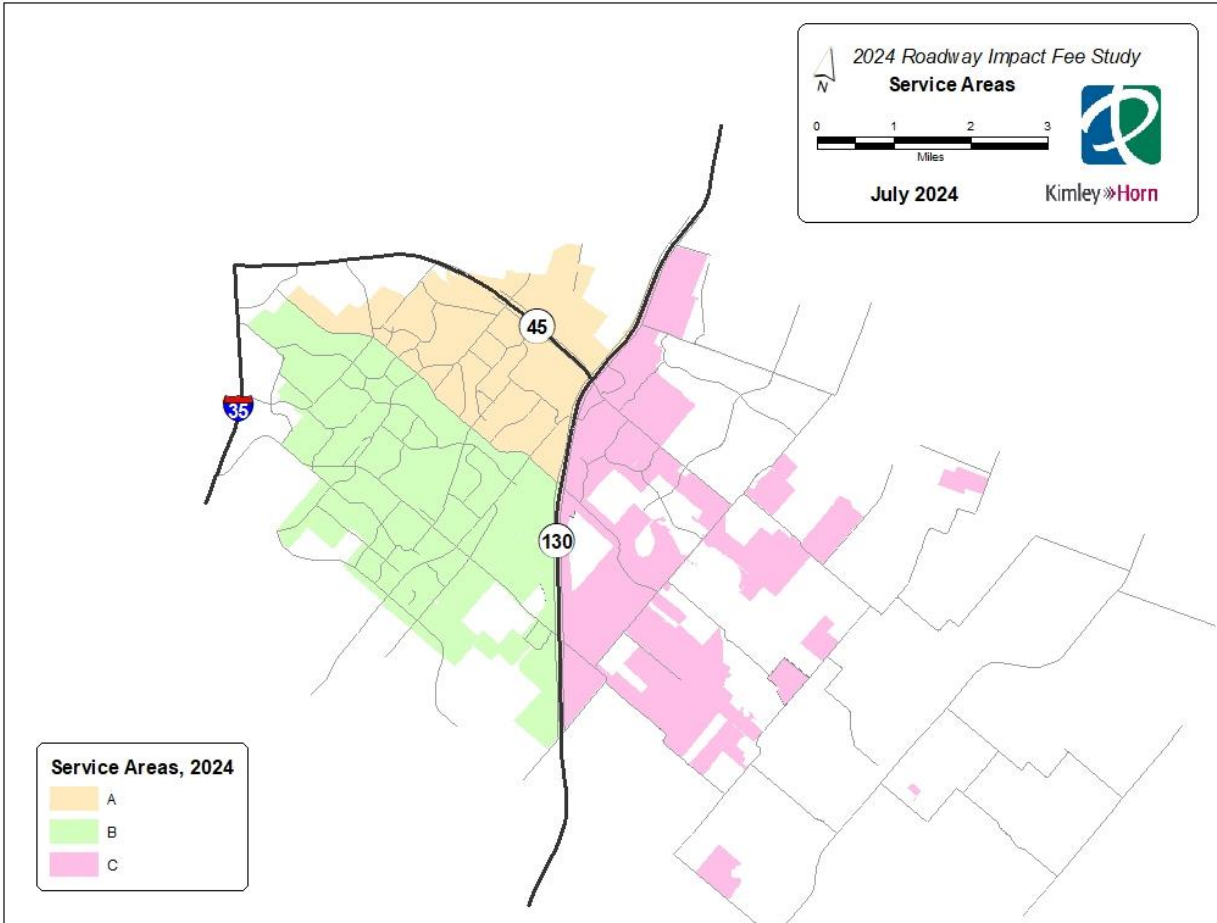 2024 Roadway Impact Fee Study
N
Service Areas
0 1 2 3
Miles
July 2024
Kimley»Horn
45
35
130
Service Areas, 2024
A
B
C